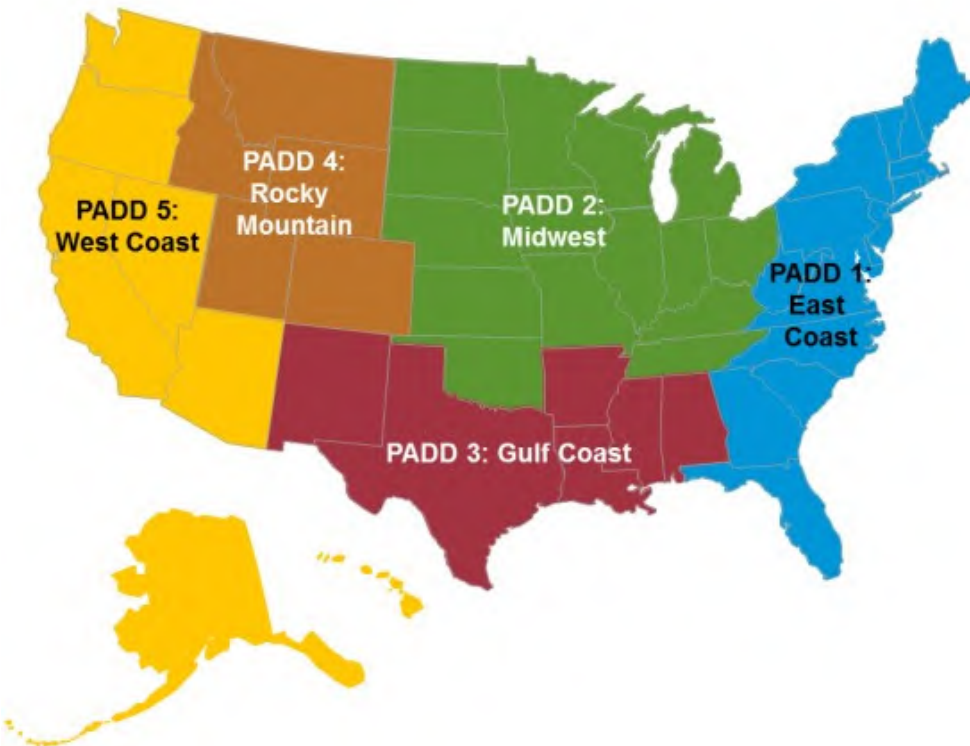 PADD 4:
Rocky
Mountain
PADD 5:
West Coast
PADD 2:
Midwest
PADD 1:
East
Coast
PADD 3: Gulf Coast